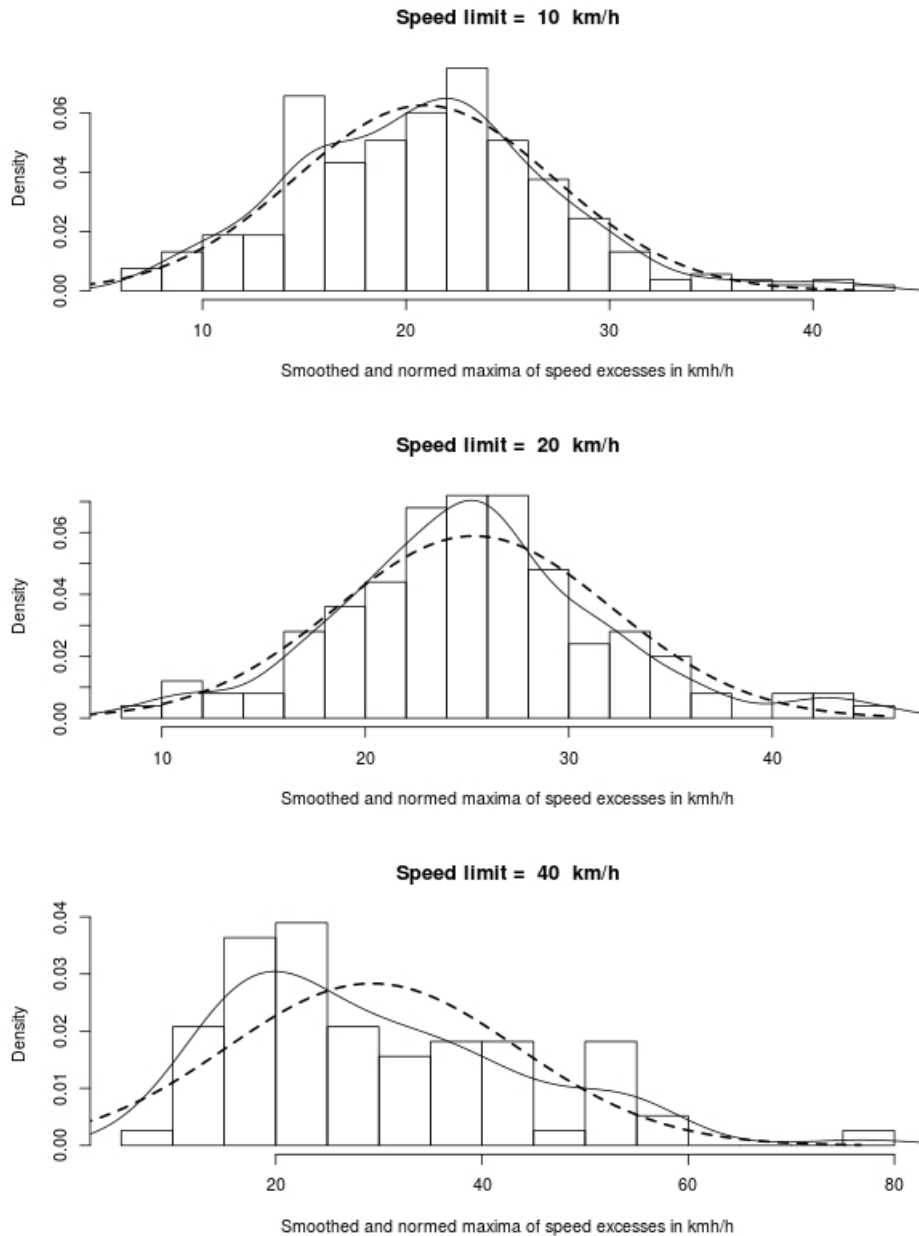 Speed limit = 10 km/h
Density
0.00 0.02 0.04 0.06
10 20 30 40
Smoothed and normed maxima of speed excesses in kmh/h
Speed limit = 20 km/h
Density
0.00 0.02 0.04 0.06
10 20 30 40
Smoothed and normed maxima of speed excesses in kmh/h
Speed limit = 40 km/h
Density
0.00 0.01 0.02 0.03 0.04
20 40 60 80
Smoothed and normed maxima of speed excesses in kmh/h